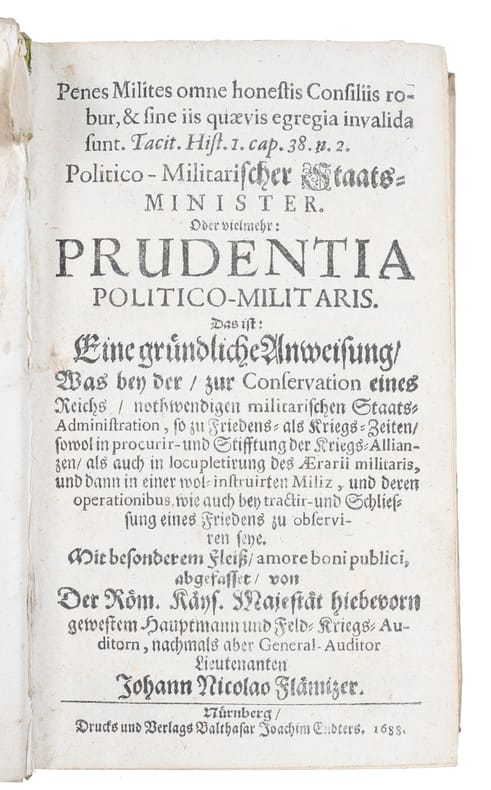 Penes Milites omne honestis Consiliis ro-
bur, & sine iis quævis egregia invalida
sunt. Tacit. Hist. 1. cap. 38. n. 2.
Politico-Militarischer Staats-
MINISTER.
Oder vielmehr:
PRUDENTIA
POLITICO-MILITARIS.
Das ist:
Eine gründliche Anweisung/
Was bey der / zur Conservation eines
Reichs / nothwendigen militarischen Staats-
Administration, so zu Friedens- als Kriegs-Zeiten/
sowol in procurir- und Stifftung der Kriegs-Allian-
zen/ als auch in locupletirung des Ærarii militaris,
und dann in einer wol-instruirten Miliz, und deren
operationibus, wie auch bey tractir- und Schlies-
sung eines Friedens zu observi-
ren seye.
Mit besonderem Fleiß/ amore boni publici,
abgefasset/ von
Der Röm. Käys. Majestät hiebevorn
gewestem Hauptmann und Feld-Kriegs-Au-
ditorn, nachmals aber General-Auditor
Lieutenanten
Johann Nicolao Flämizer.
Nürnberg/
Drucks und Verlags Balthasar Joachim Endters. 1688.